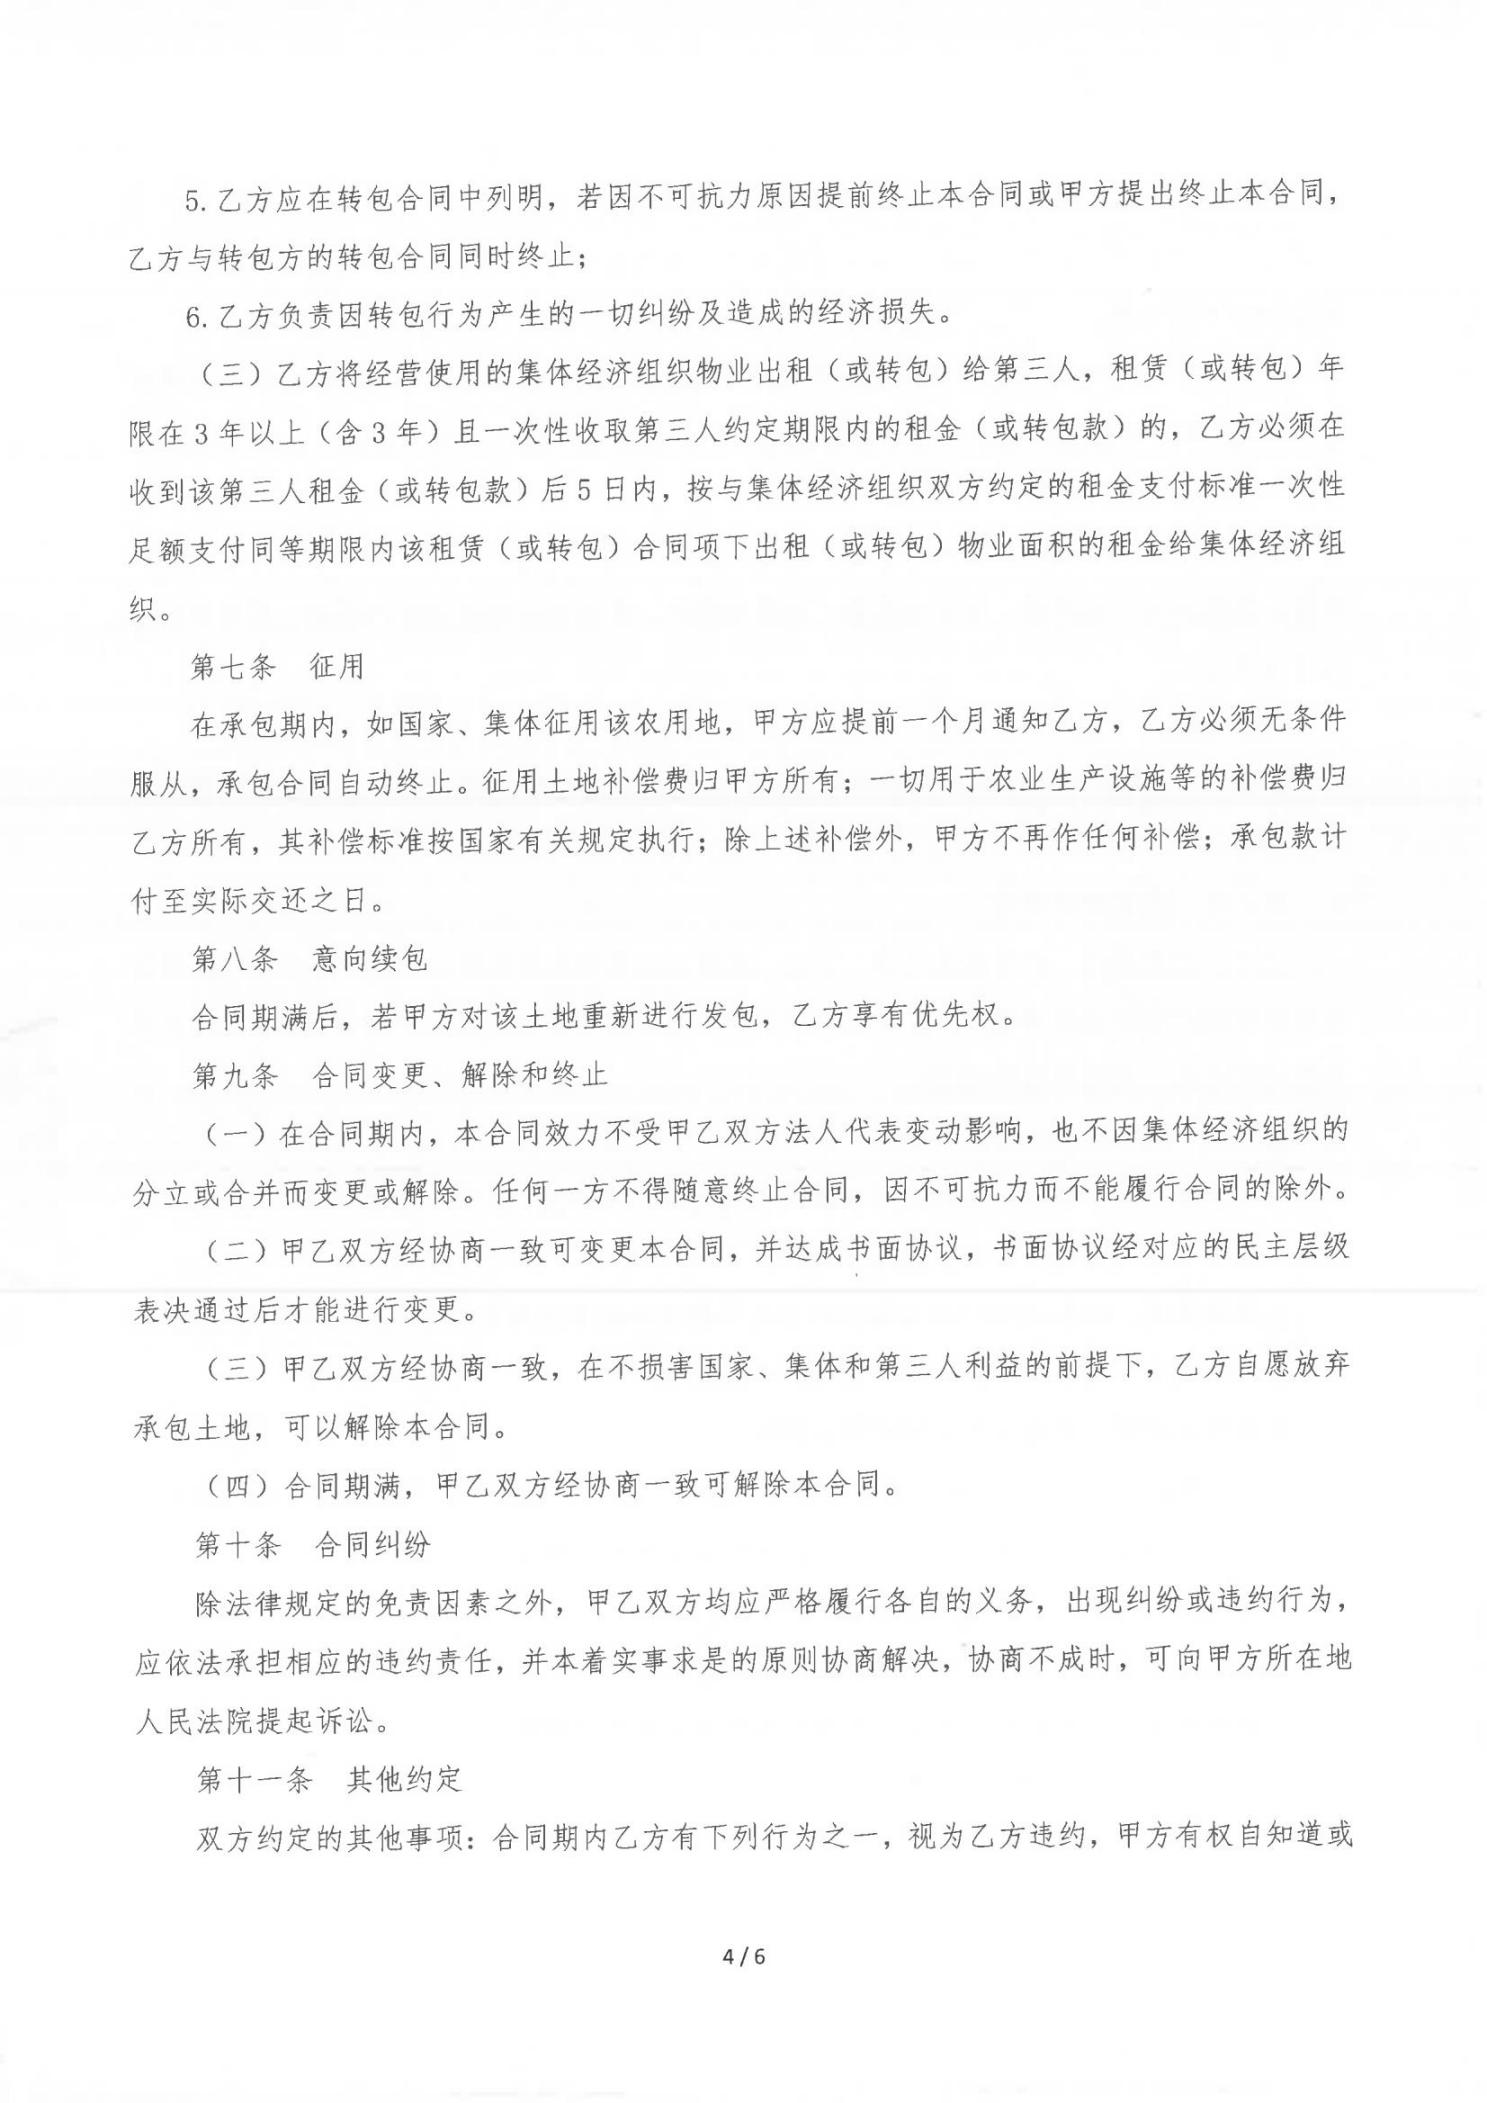 5.乙方应在转包合同中列明，若因不可抗力原因提前终止本合同或甲方提出终止本合同，
乙方与转包方的转包合同同时终止；
6.乙方负责因转包行为产生的一切纠纷及造成的经济损失。
（三）乙方将经营使用的集体经济组织物业出租（或转包）给第三人，租赁（或转包）年
限在3年以上（含3年）且一次性收取第三人约定期限内的租金（或转包款）的，乙方必须在
收到该第三人租金（或转包款）后5日内，按与集体经济组织双方约定的租金支付标准一次性
足额支付同等期限内该租赁（或转包）合同项下出租（或转包）物业面积的租金给集体经济组
织。
第七条　征用
在承包期内，如国家、集体征用该农用地，甲方应提前一个月通知乙方，乙方必须无条件
服从，承包合同自动终止。征用土地补偿费归甲方所有；一切用于农业生产设施等的补偿费归
乙方所有，其补偿标准按国家有关规定执行；除上述补偿外，甲方不再作任何补偿；承包款计
付至实际交还之日。
第八条　意向续包
合同期满后，若甲方对该土地重新进行发包，乙方享有优先权。
第九条　合同变更、解除和终止
（一）在合同期内，本合同效力不受甲乙双方法人代表变动影响，也不因集体经济组织的
分立或合并而变更或解除。任何一方不得随意终止合同，因不可抗力而不能履行合同的除外。
（二）甲乙双方经协商一致可变更本合同，并达成书面协议，书面协议经对应的民主层级
表决通过后才能进行变更。
（三）甲乙双方经协商一致，在不损害国家、集体和第三人利益的前提下，乙方自愿放弃
承包土地，可以解除本合同。
（四）合同期满，甲乙双方经协商一致可解除本合同。
第十条　合同纠纷
除法律规定的免责因素之外，甲乙双方均应严格履行各自的义务，出现纠纷或违约行为，
应依法承担相应的违约责任，并本着实事求是的原则协商解决，协商不成时，可向甲方所在地
人民法院提起诉讼。
第十一条　其他约定
双方约定的其他事项：合同期内乙方有下列行为之一，视为乙方违约，甲方有权自知道或
4/6